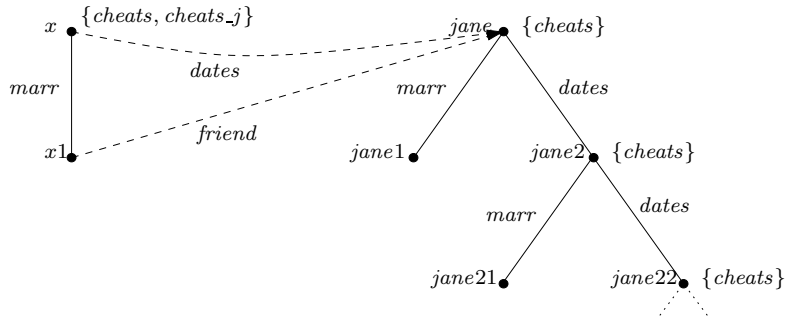 x {cheats, cheats_j} jane {cheats}
dates
marr marr dates
friend
x1 jane1 jane2 {cheats}
marr dates
jane21 jane22 {cheats}